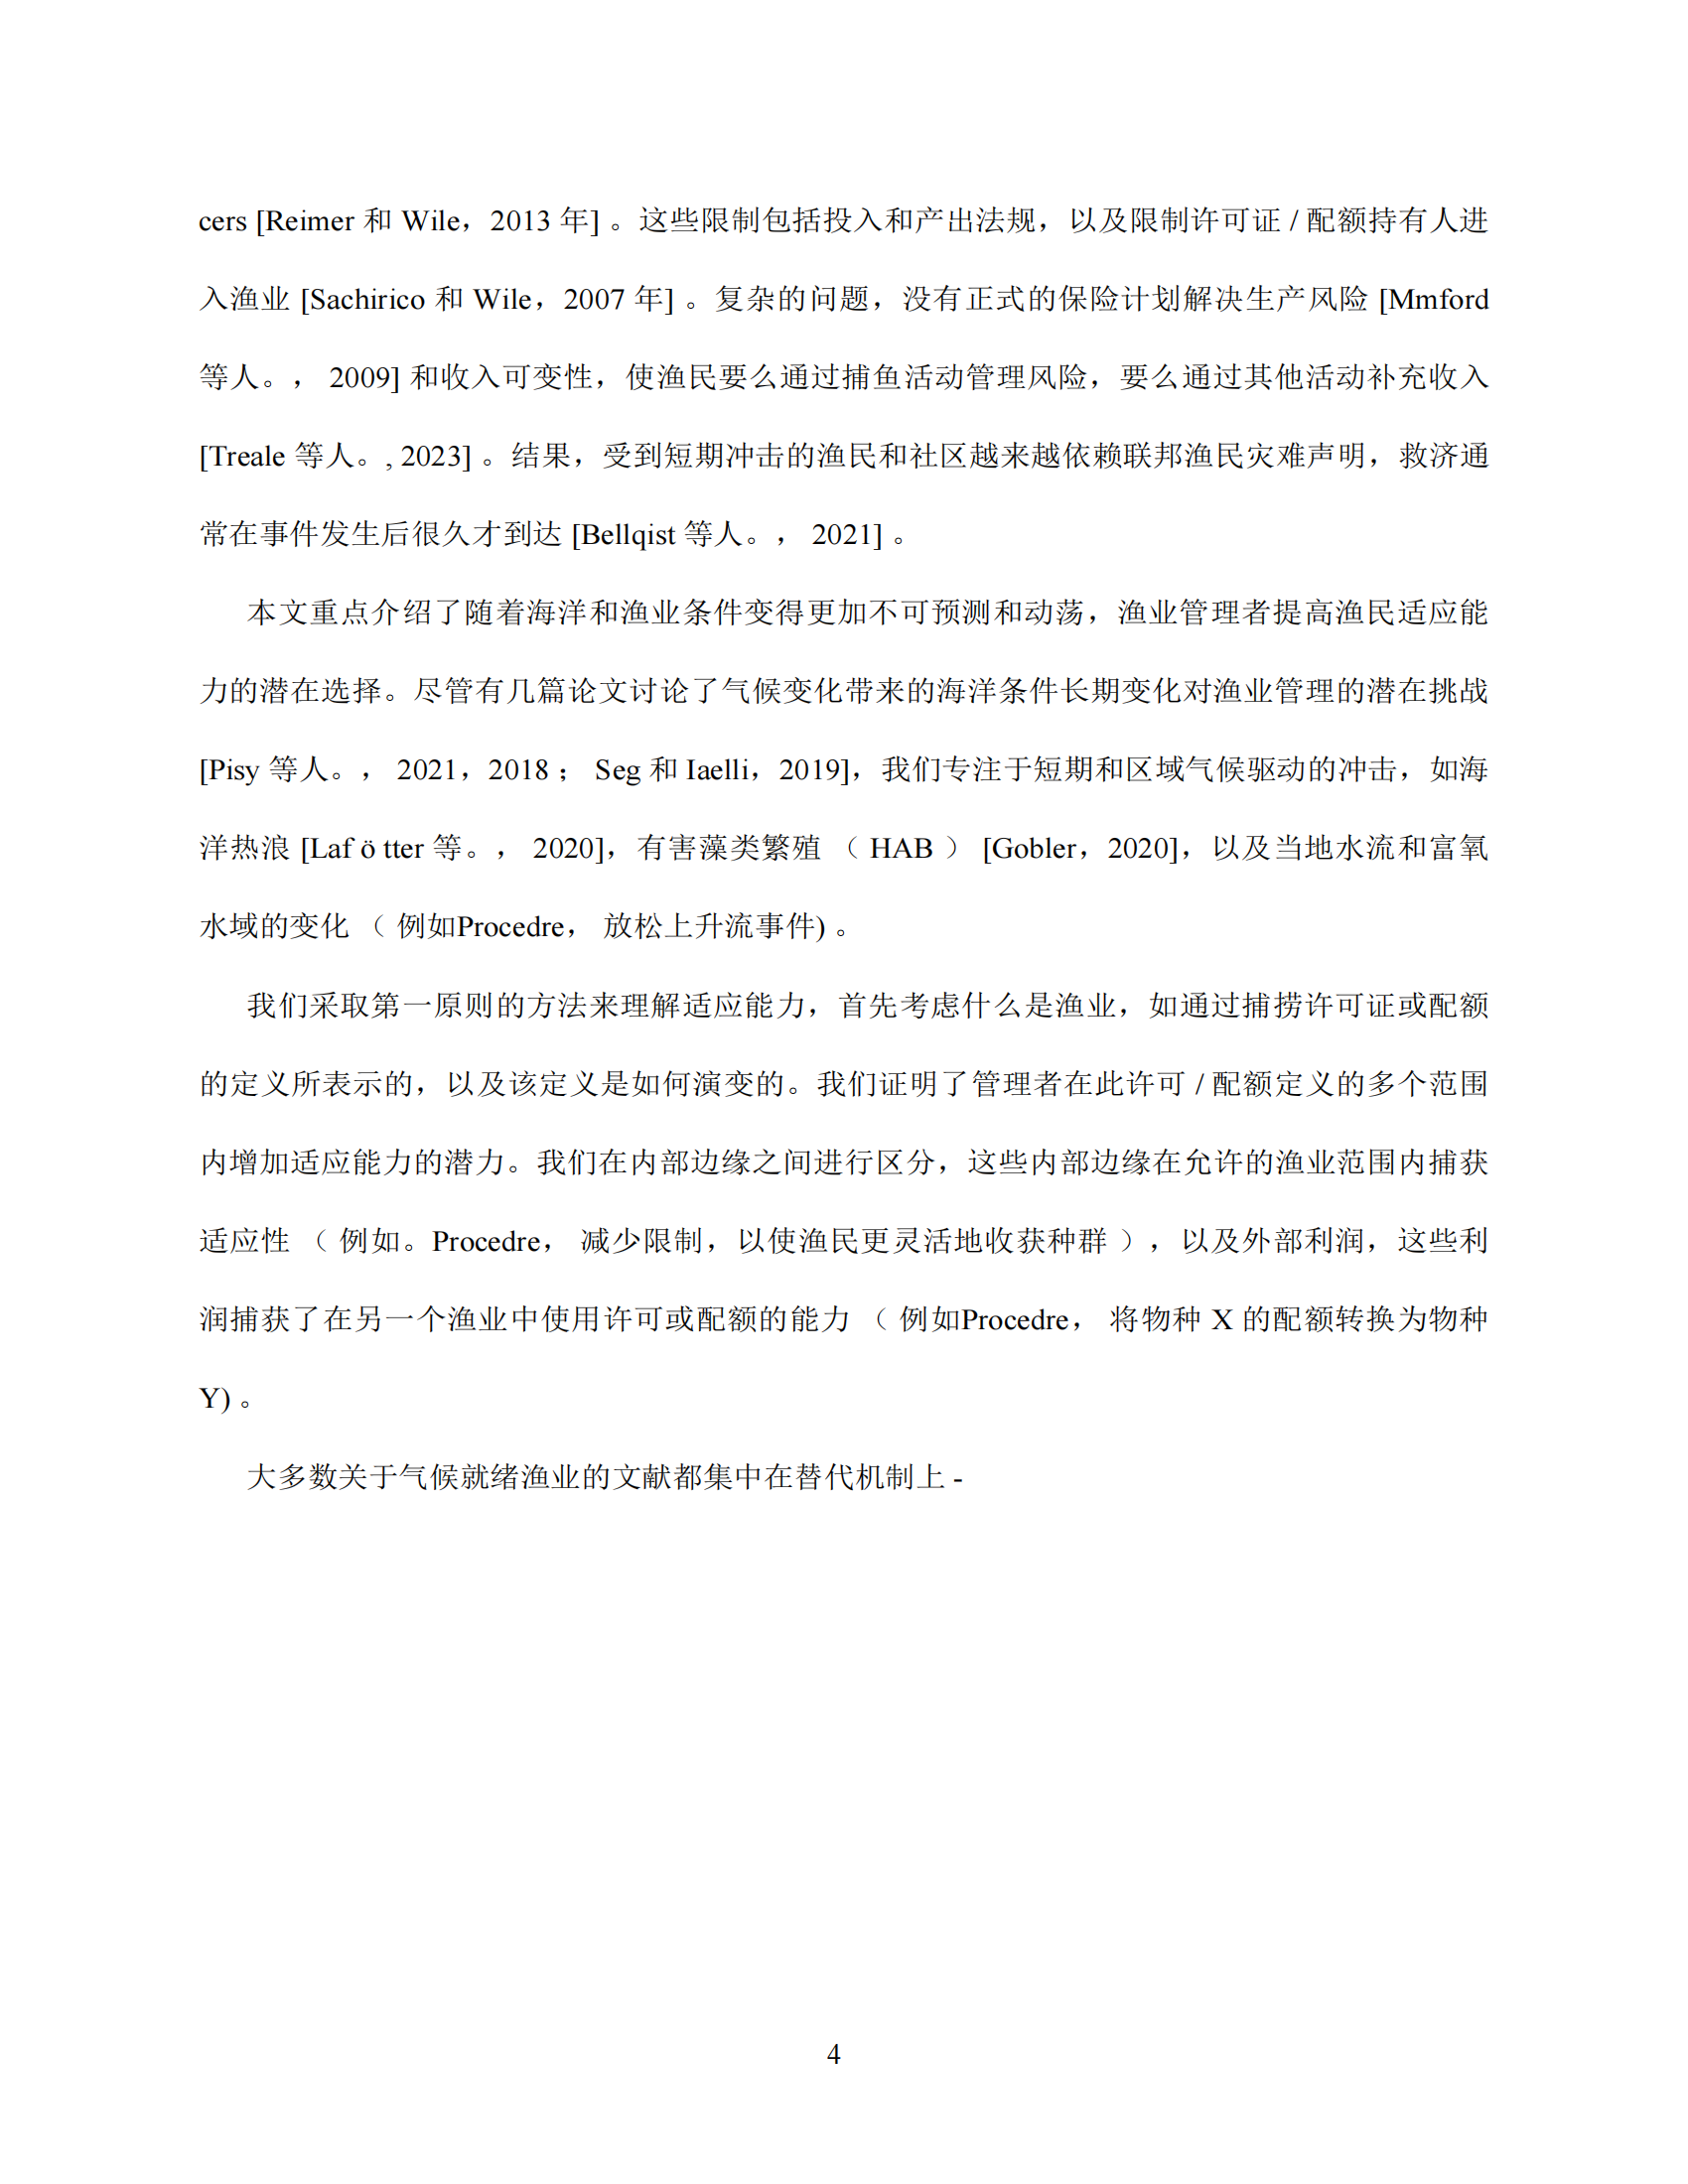 cers [Reimer 和 Wile，2013 年] 。这些限制包括投入和产出法规，以及限制许可证 / 配额持有人进
入渔业 [Sachirico 和 Wile，2007 年] 。复杂的问题，没有正式的保险计划解决生产风险 [Mmford
等人。， 2009] 和收入可变性，使渔民要么通过捕鱼活动管理风险，要么通过其他活动补充收入
[Treale 等人。, 2023] 。结果，受到短期冲击的渔民和社区越来越依赖联邦渔民灾难声明，救济通
常在事件发生后很久才到达 [Bellqist 等人。， 2021] 。
本文重点介绍了随着海洋和渔业条件变得更加不可预测和动荡，渔业管理者提高渔民适应能
力的潜在选择。尽管有几篇论文讨论了气候变化带来的海洋条件长期变化对渔业管理的潜在挑战
[Pisy 等人。， 2021，2018； Seg 和 Iaelli，2019]，我们专注于短期和区域气候驱动的冲击，如海
洋热浪 [Laf ö tter 等。， 2020]，有害藻类繁殖 （ HAB ） [Gobler，2020]，以及当地水流和富氧
水域的变化 （ 例如Procedre， 放松上升流事件) 。
我们采取第一原则的方法来理解适应能力，首先考虑什么是渔业，如通过捕捞许可证或配额
的定义所表示的，以及该定义是如何演变的。我们证明了管理者在此许可 / 配额定义的多个范围
内增加适应能力的潜力。我们在内部边缘之间进行区分，这些内部边缘在允许的渔业范围内捕获
适应性 （ 例如。Procedre， 减少限制，以使渔民更灵活地收获种群 ），以及外部利润，这些利
润捕获了在另一个渔业中使用许可或配额的能力 （ 例如Procedre， 将物种 X 的配额转换为物种
Y) 。
大多数关于气候就绪渔业的文献都集中在替代机制上 -
4